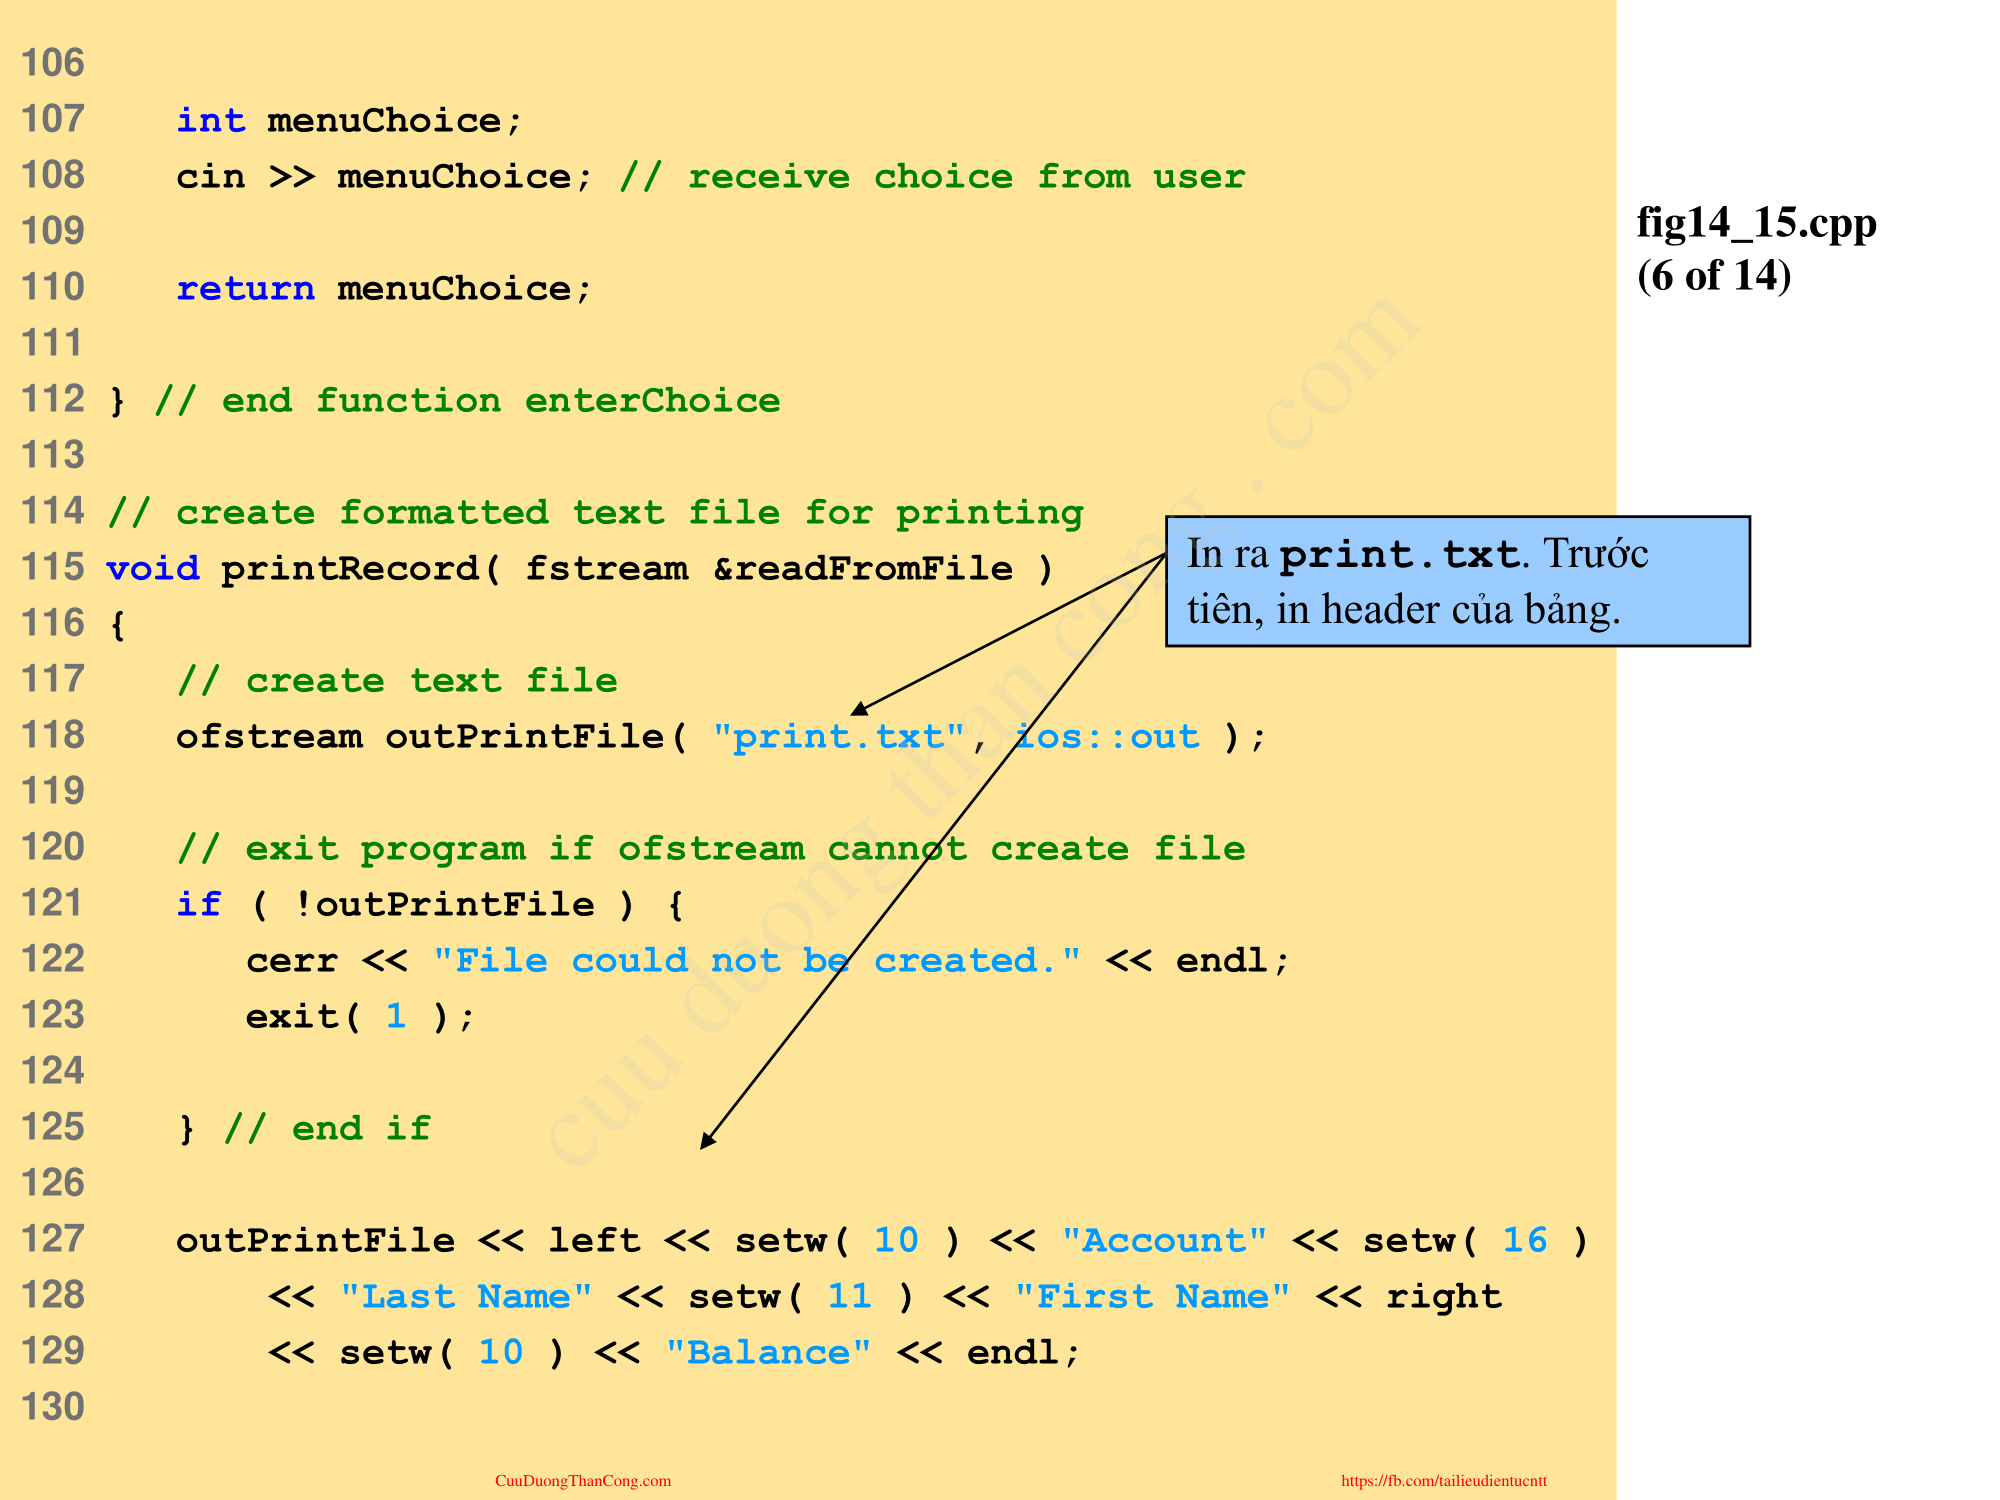 106
107 int menuChoice;
108 cin >> menuChoice; // receive choice from user
109
110 return menuChoice;
111
112 } // end function enterChoice
113
114 // create formatted text file for printing
115 void printRecord( fstream &readFromFile )
116 {
117 // create text file
118 ofstream outPrintFile( "print.txt", ios::out );
119
120 // exit program if ofstream cannot create file
121 if ( !outPrintFile ) {
122 cerr << "File could not be created." << endl;
123 exit( 1 );
124
125 } // end if
126
127 outPrintFile << left << setw( 10 ) << "Account" << setw( 16 )
128 << "Last Name" << setw( 11 ) << "First Name" << right
129 << setw( 10 ) << "Balance" << endl;
130
fig14_15.cpp
(6 of 14)
In ra print.txt. Trước
tiên, in header của bảng.
cuu duong than cong . com
CuuDuongThanCong.com
https://fb.com/tailieudientucntt